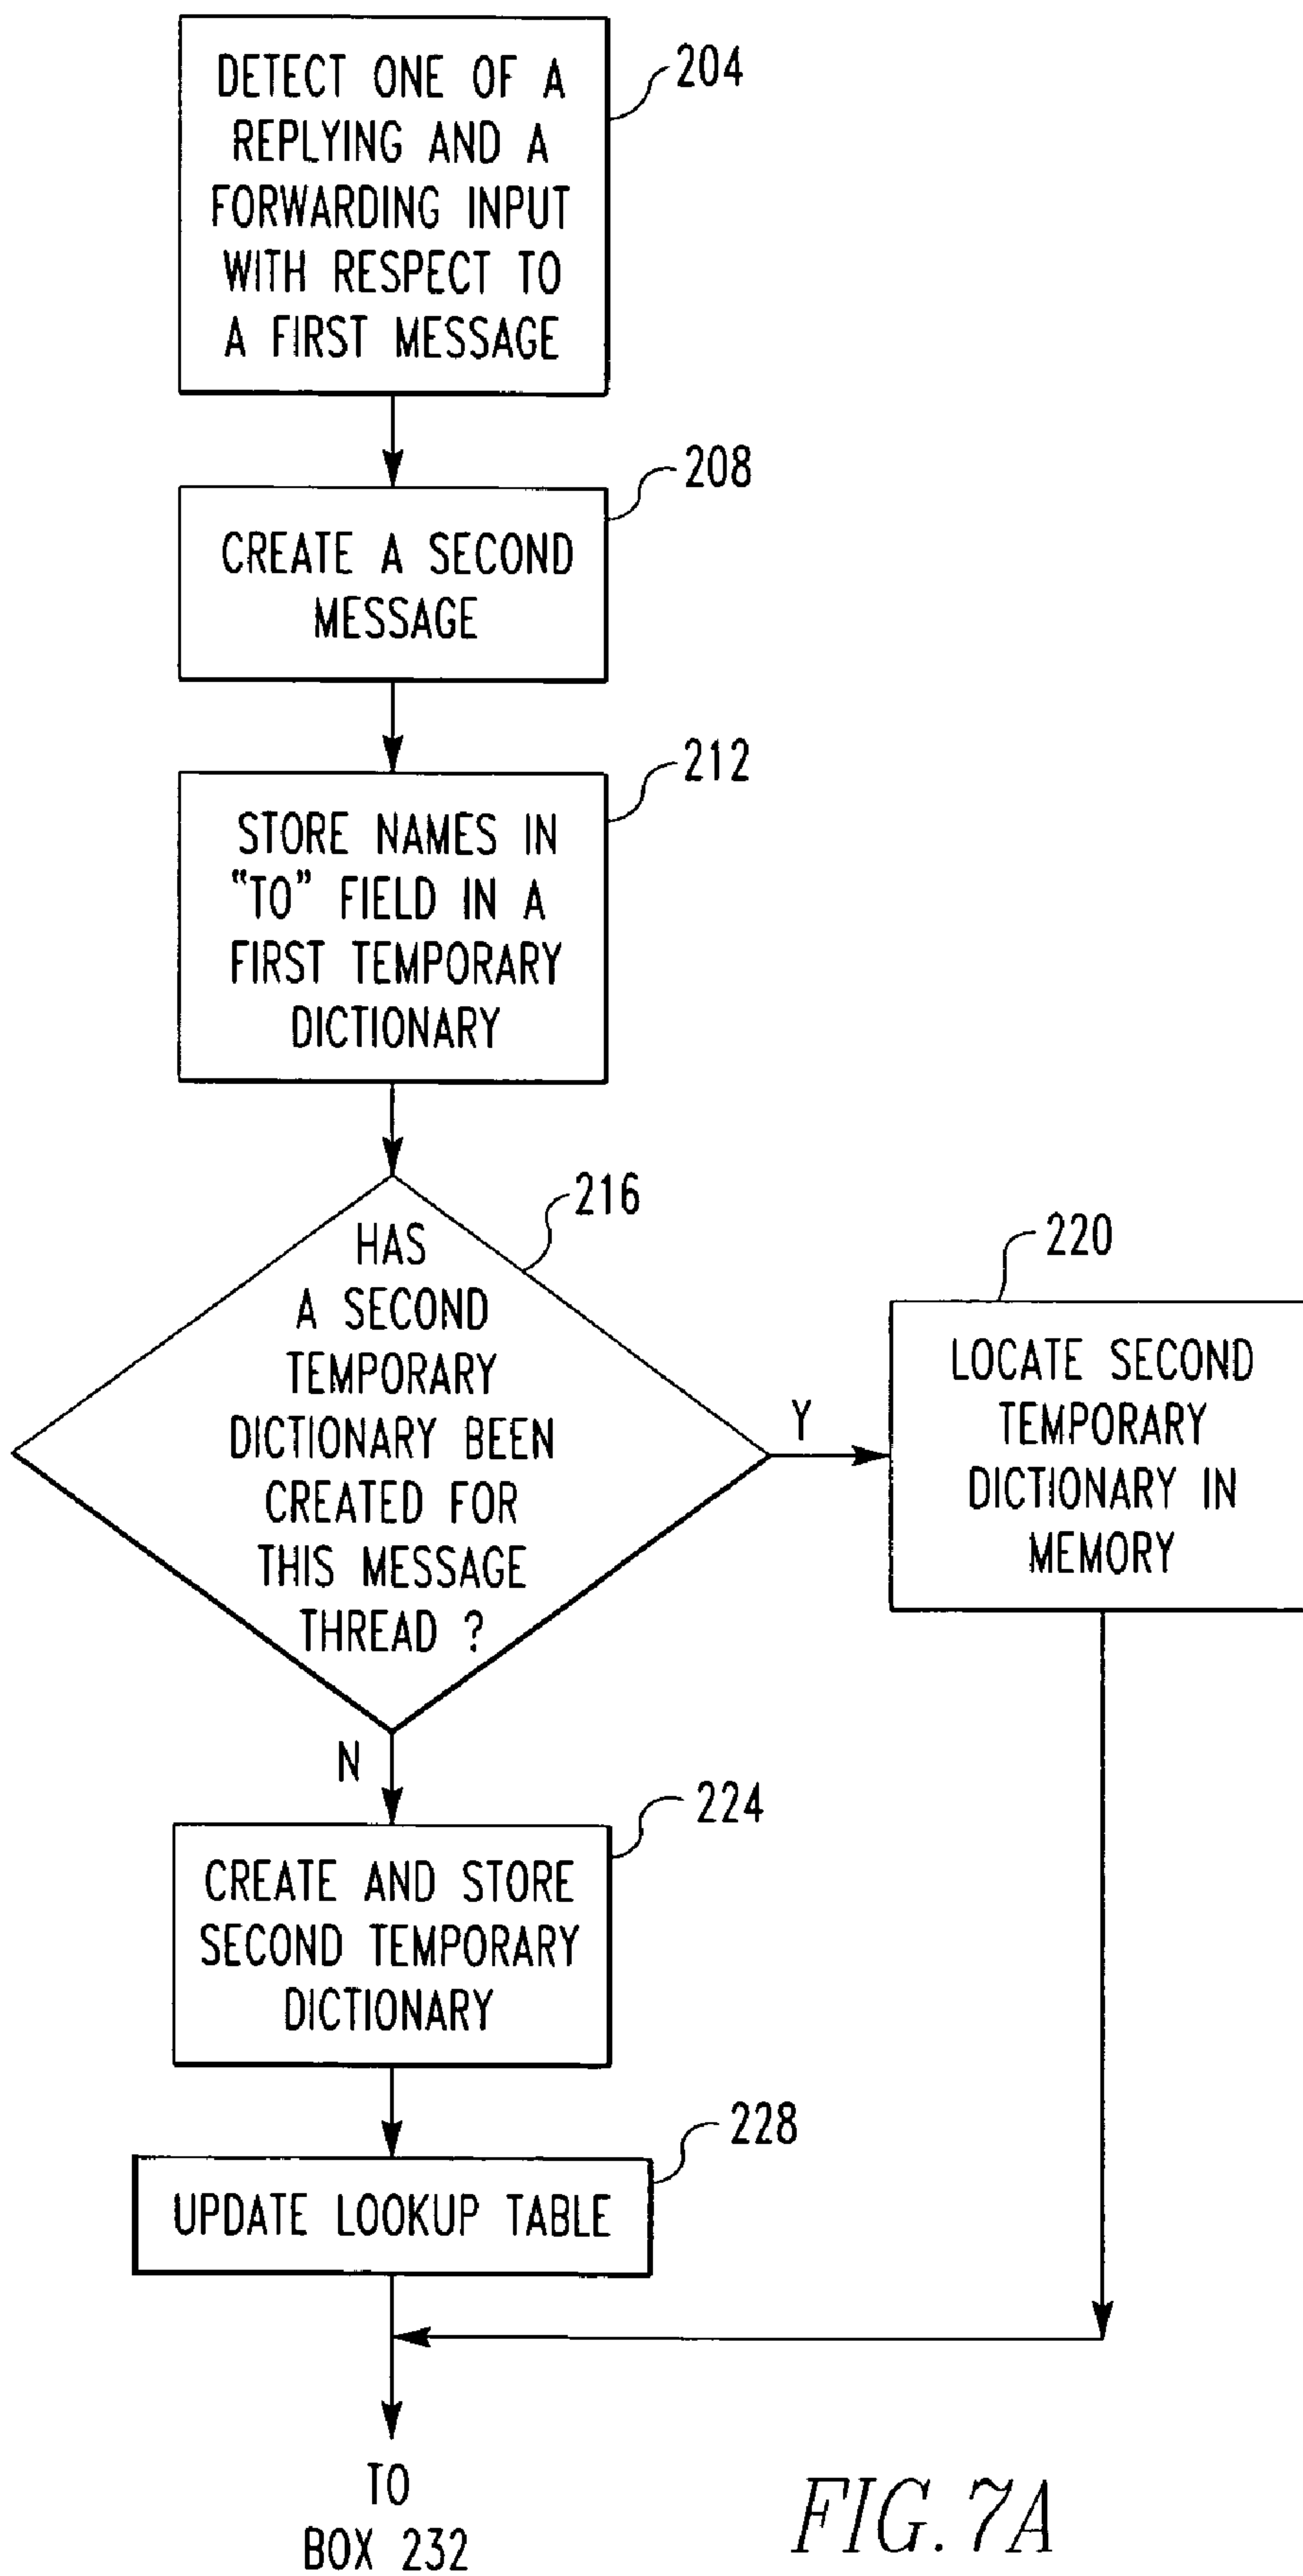 DETECT ONE OF A
REPLYING AND A
FORWARDING INPUT
WITH RESPECT TO
A FIRST MESSAGE
204
CREATE A SECOND
MESSAGE
208
STORE NAMES IN
“TO” FIELD IN A
FIRST TEMPORARY
DICTIONARY
212
HAS
A SECOND
TEMPORARY
DICTIONARY BEEN
CREATED FOR
THIS MESSAGE
THREAD ?
216
Y
LOCATE SECOND
TEMPORARY
DICTIONARY IN
MEMORY
220
N
CREATE AND STORE
SECOND TEMPORARY
DICTIONARY
224
UPDATE LOOKUP TABLE
228
TO
BOX 232
FIG. 7A